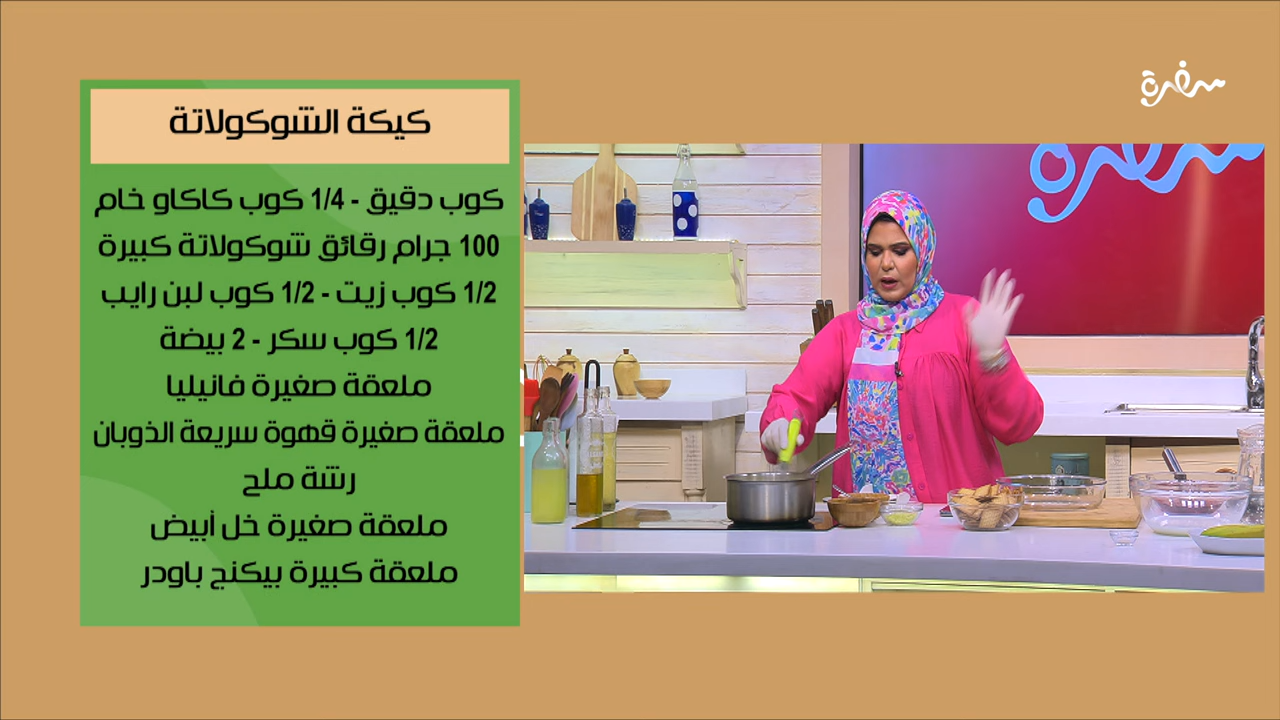 سفرة
كيكة الشوكولاتة
كوب دقيق - 1/4 كوب كاكاو خام
100 جرام رقائق شوكولاتة كبيرة
1/2 كوب زيت - 1/2 كوب لبن رايب
1/2 كوب سكر - 2 بيضة
ملعقة صغيرة فانيليا
ملعقة صغيرة قهوة سريعة الذوبان
رشة ملح
ملعقة صغيرة خل أبيض
ملعقة كبيرة بيكنج باودر
سفرة